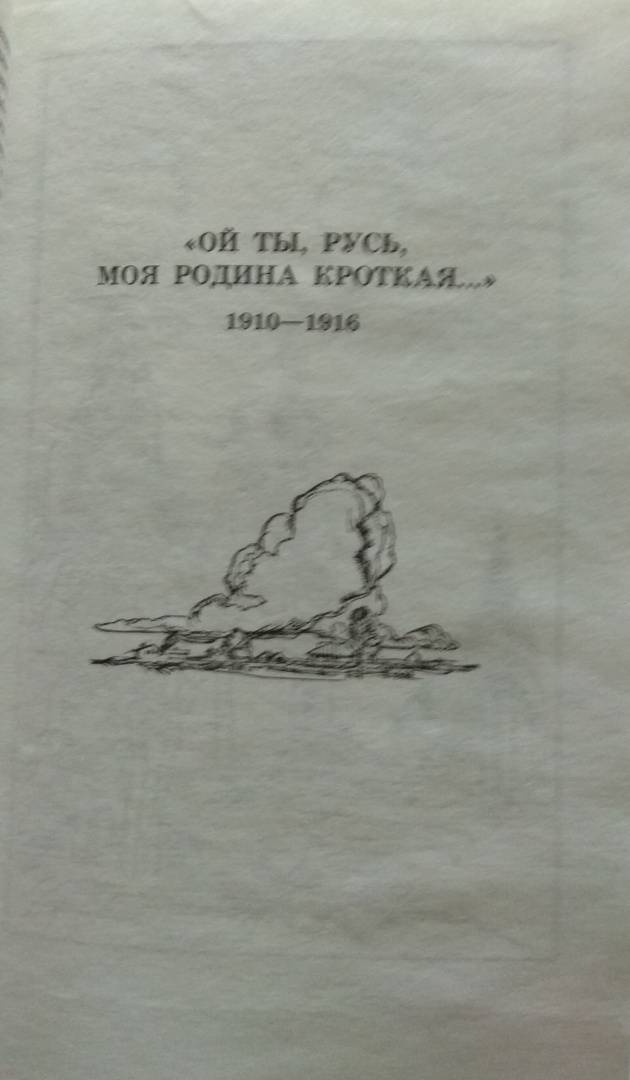 «ОЙ ТЫ, РУСЬ,
МОЯ РОДИНА КРОТКАЯ...»
1910—1916